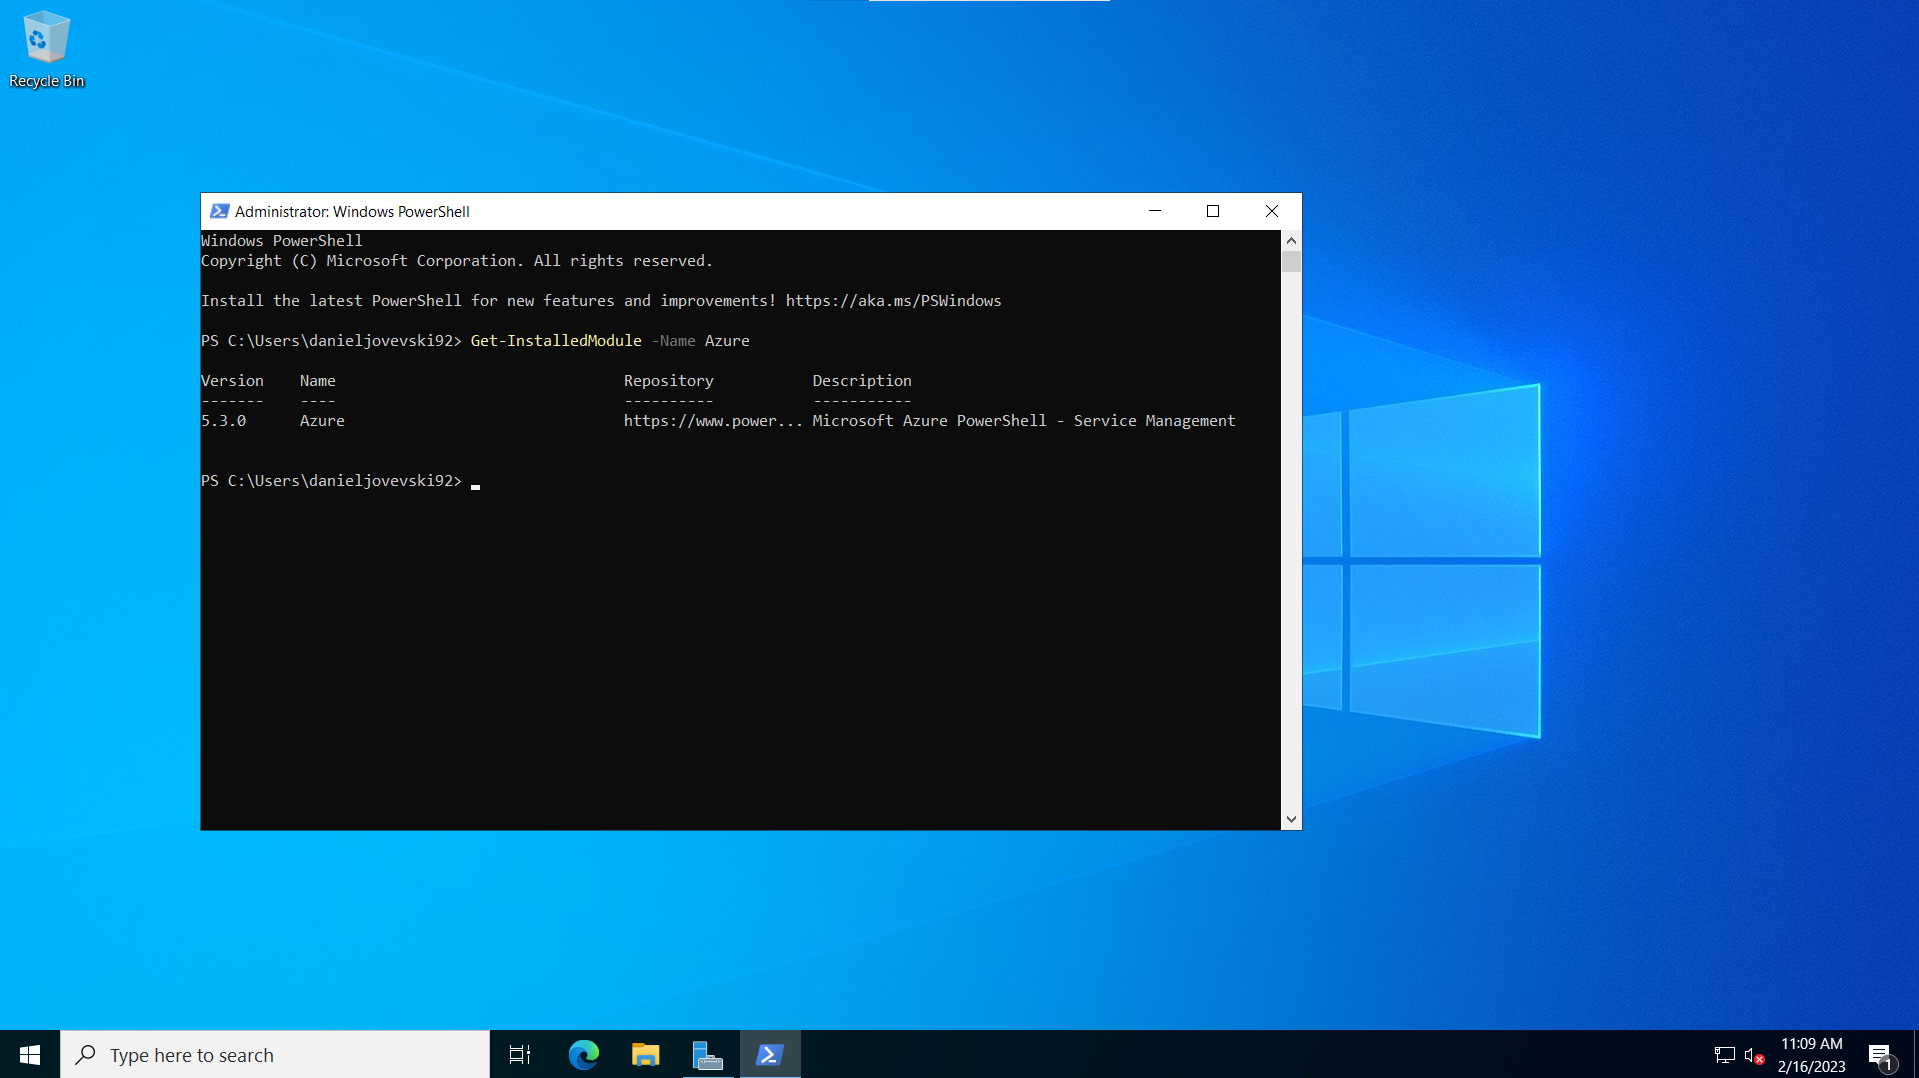 Recycle Bin
Administrator: Windows PowerShell
Windows PowerShell
Copyright (C) Microsoft Corporation. All rights reserved.
Install the latest PowerShell for new features and improvements! https://aka.ms/PSWindows
PS C:\Users\danieljovevski92> Get-InstalledModule -Name Azure
Version    Name                                Repository           Description
-------    ----                                ----------           -----------
5.3.0      Azure                               https://www.power... Microsoft Azure PowerShell - Service Management
PS C:\Users\danieljovevski92>
Type here to search
11:09 AM
2/16/2023
1